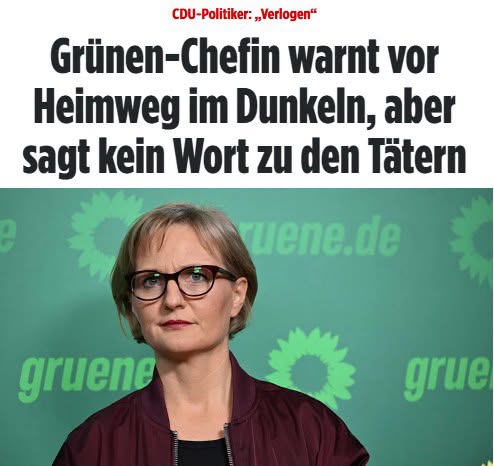 CDU-Politiker: „Verlogen“
Grünen-Chefin warnt vor
Heimweg im Dunkeln, aber
sagt kein Wort zu den Tätern
e
gruene.de
gruene
grue